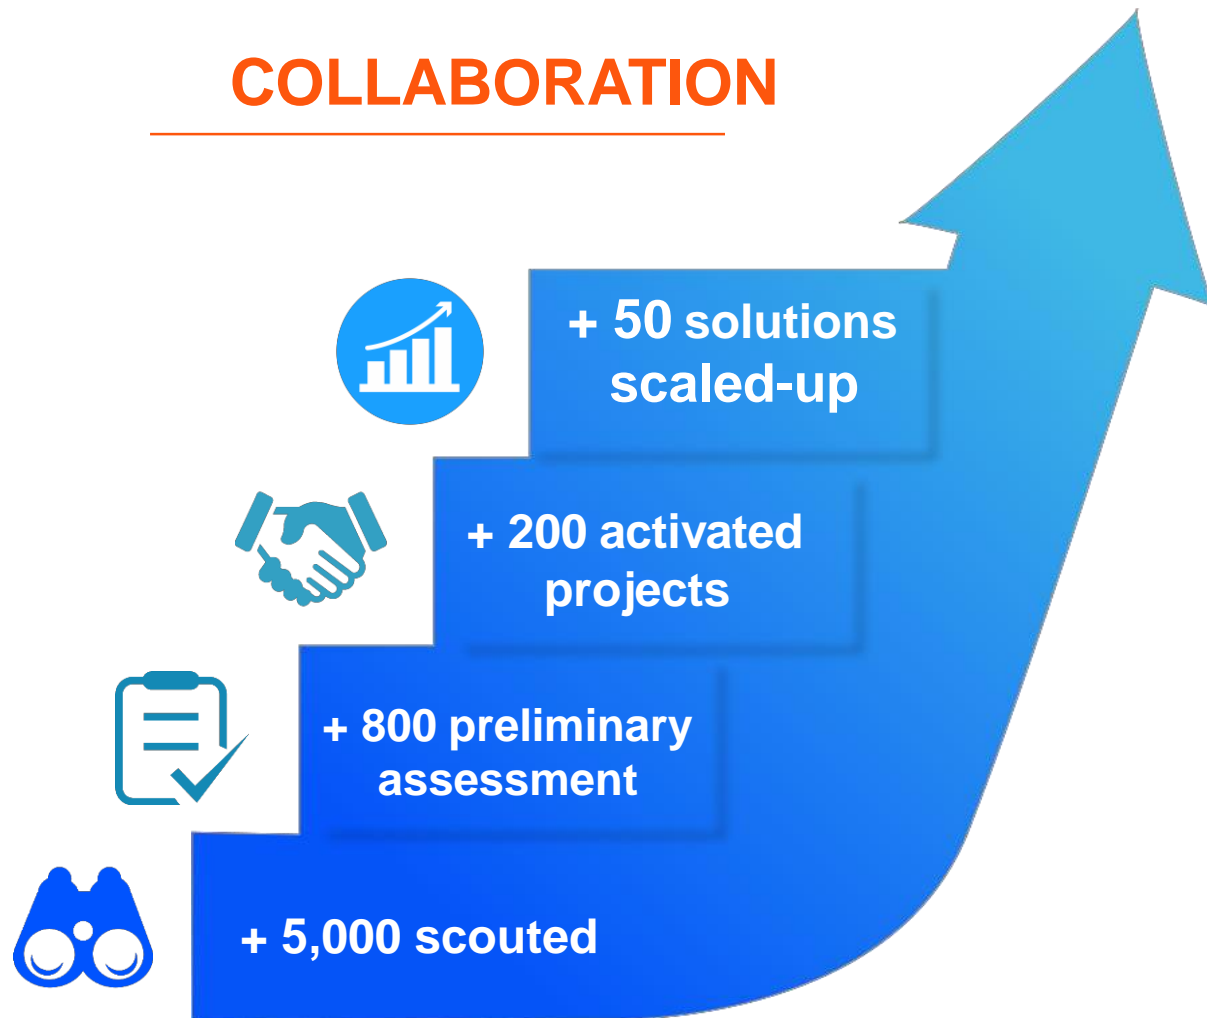 COLLABORATION
+ 50 solutions
scaled-up
+ 200 activated
projects
+ 800 preliminary
assessment
+ 5,000 scouted